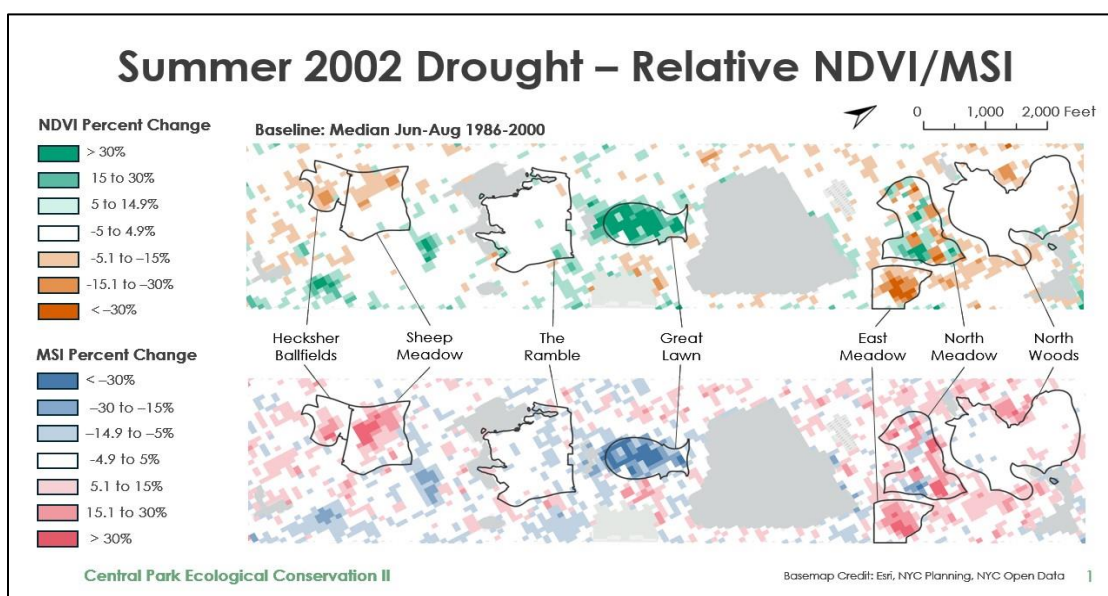 Summer 2002 Drought – Relative NDVI/MSI
NDVI Percent Change
> 30%
15 to 30%
5 to 14.9%
-5 to 4.9%
-5.1 to –15%
-15.1 to –30%
< –30%
Baseline: Median Jun-Aug 1986-2000
0 1,000 2,000 Feet
Hecksher
Ballfields
Sheep
Meadow
The
Ramble
Great
Lawn
East
Meadow
North
Meadow
North
Woods
MSI Percent Change
< –30%
–30 to –15%
–14.9 to –5%
-4.9 to 5%
5.1 to 15%
15.1 to 30%
> 30%
Central Park Ecological Conservation II
Basemap Credit: Esri, NYC Planning, NYC Open Data 1